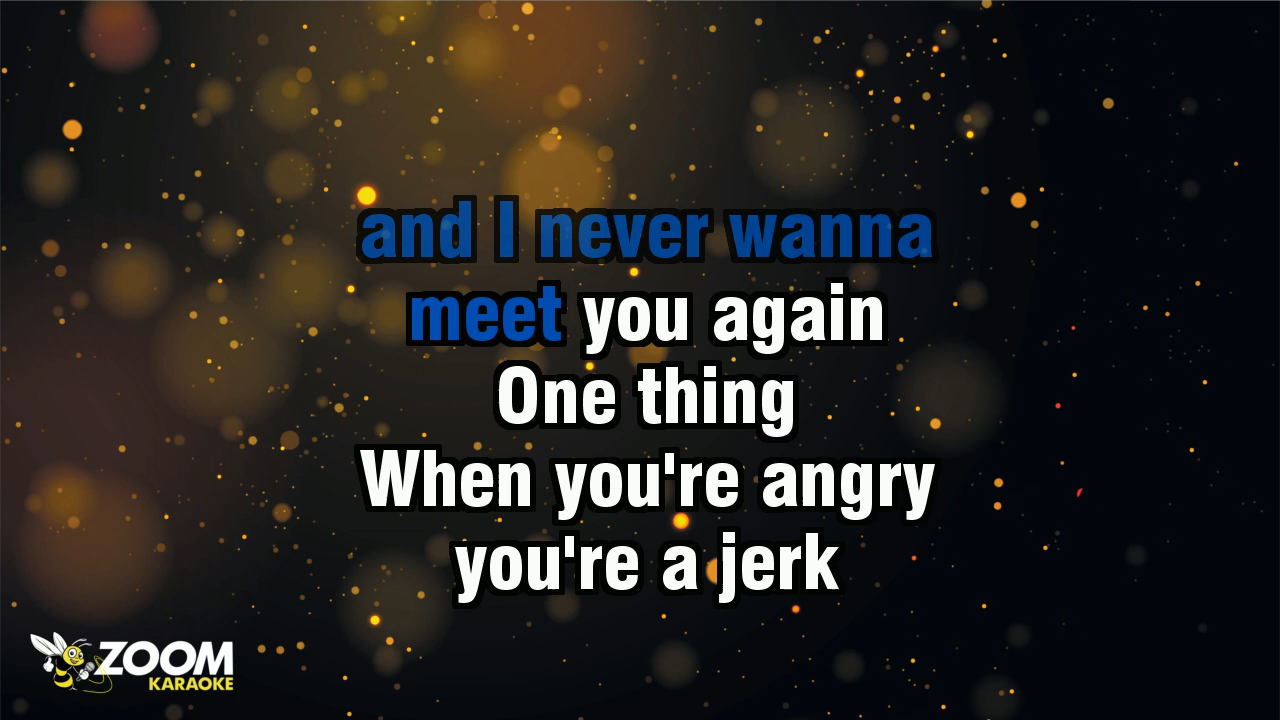 and I never wanna
meet you again
One thing
When you're angry
you're a jerk
ZOOM
KARAOKE